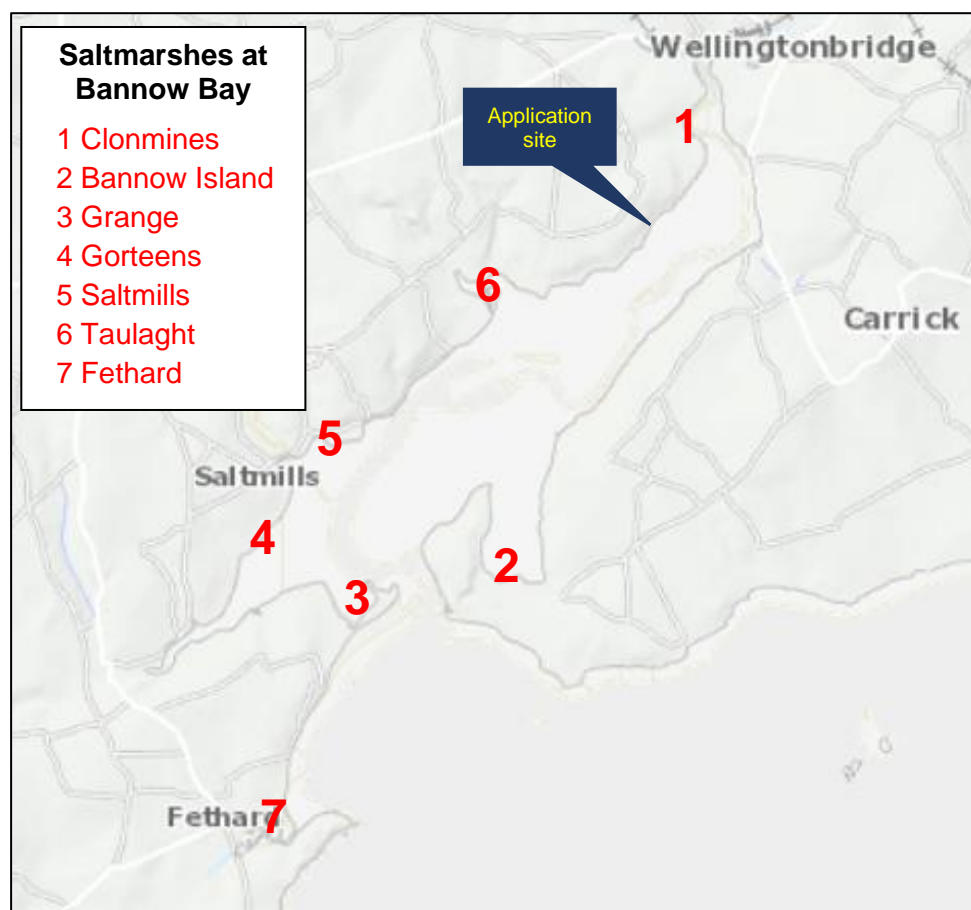 Saltmarshes at
Bannow Bay
1 Clonmines
2 Bannow Island
3 Grange
4 Gorteens
5 Saltmills
6 Taulaght
7 Fethard
Wellingtonbridge
Application
site
1
6
Carrick
5
Saltmills
4
2
3
Fethard
7